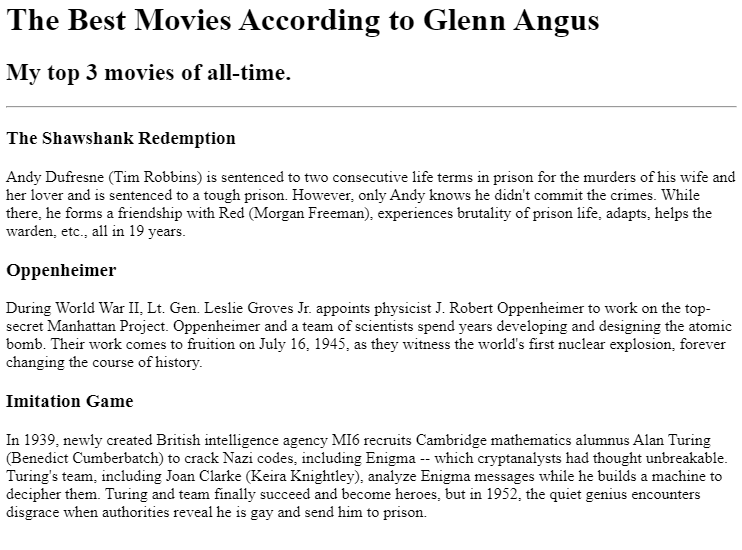 The Best Movies According to Glenn Angus
My top 3 movies of all-time.
The Shawshank Redemption
Andy Dufresne (Tim Robbins) is sentenced to two consecutive life terms in prison for the murders of his wife and
her lover and is sentenced to a tough prison. However, only Andy knows he didn't commit the crimes. While
there, he forms a friendship with Red (Morgan Freeman), experiences brutality of prison life, adapts, helps the
warden, etc., all in 19 years.
Oppenheimer
During World War II, Lt. Gen. Leslie Groves Jr. appoints physicist J. Robert Oppenheimer to work on the top-
secret Manhattan Project. Oppenheimer and a team of scientists spend years developing and designing the atomic
bomb. Their work comes to fruition on July 16, 1945, as they witness the world's first nuclear explosion, forever
changing the course of history.
Imitation Game
In 1939, newly created British intelligence agency MI6 recruits Cambridge mathematics alumnus Alan Turing
(Benedict Cumberbatch) to crack Nazi codes, including Enigma -- which cryptanalysts had thought unbreakable.
Turing's team, including Joan Clarke (Keira Knightley), analyze Enigma messages while he builds a machine to
decipher them. Turing and team finally succeed and become heroes, but in 1952, the quiet genius encounters
disgrace when authorities reveal he is gay and send him to prison.